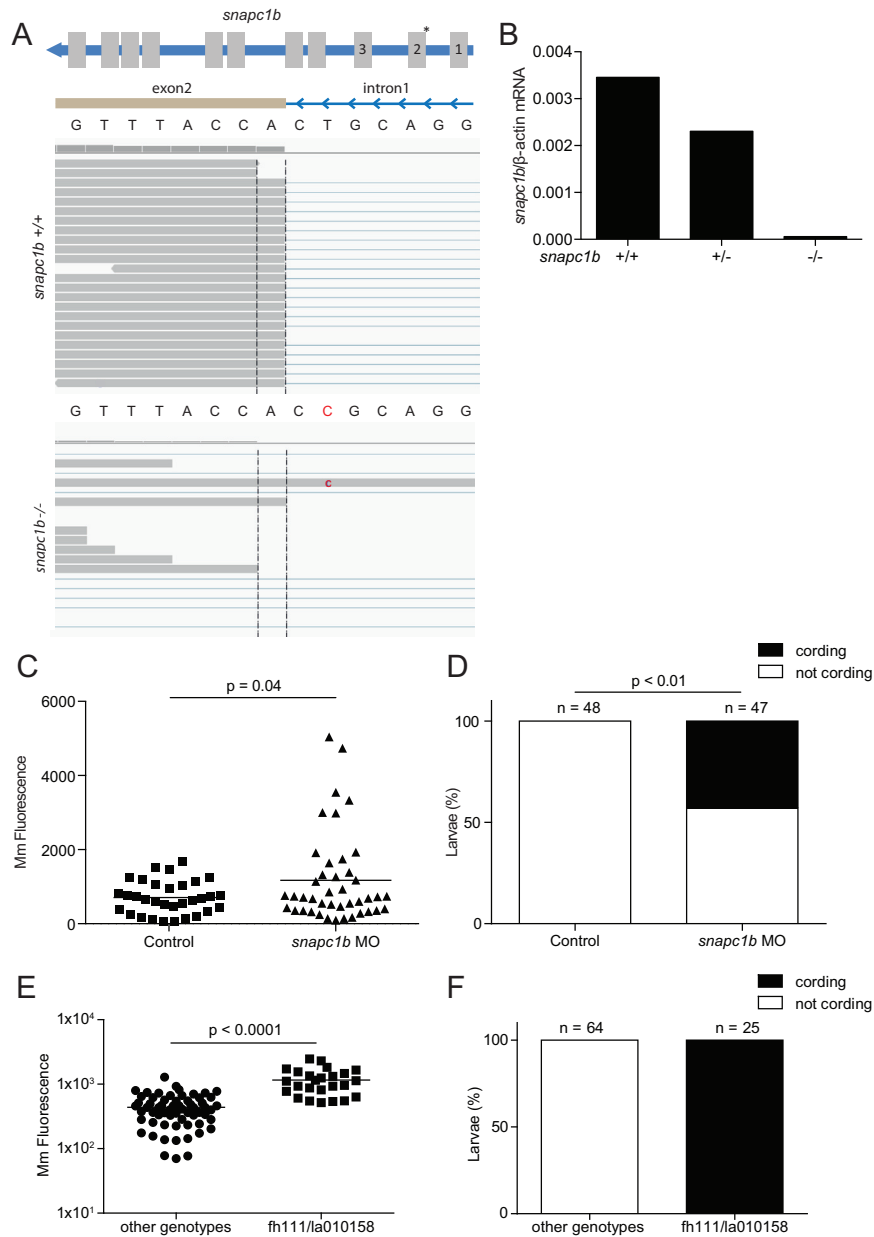 A
snapc1b
*
3 2 1
exon2 intron1
G T T T A C C A C T G C A G G
snapc1b +/+
G T T T A C C A C C G C A G G
c
snapc1b -/-
B
snapc1b/β-actin mRNA
0.004
0.003
0.002
0.001
0.000
snapc1b +/+ +/- -/-
C
p = 0.04
Mm Fluorescence
6000
4000
2000
0
Control snapc1b MO
D
cording
not cording
p < 0.01
n = 48 n = 47
Larvae (%)
100
50
0
Control snapc1b MO
E
p < 0.0001
Mm Fluorescence
1x10⁴
1x10³
1x10²
1x10¹
other genotypes fh111/la010158
F
cording
not cording
n = 64 n = 25
Larvae (%)
100
50
0
other genotypes fh111/la010158